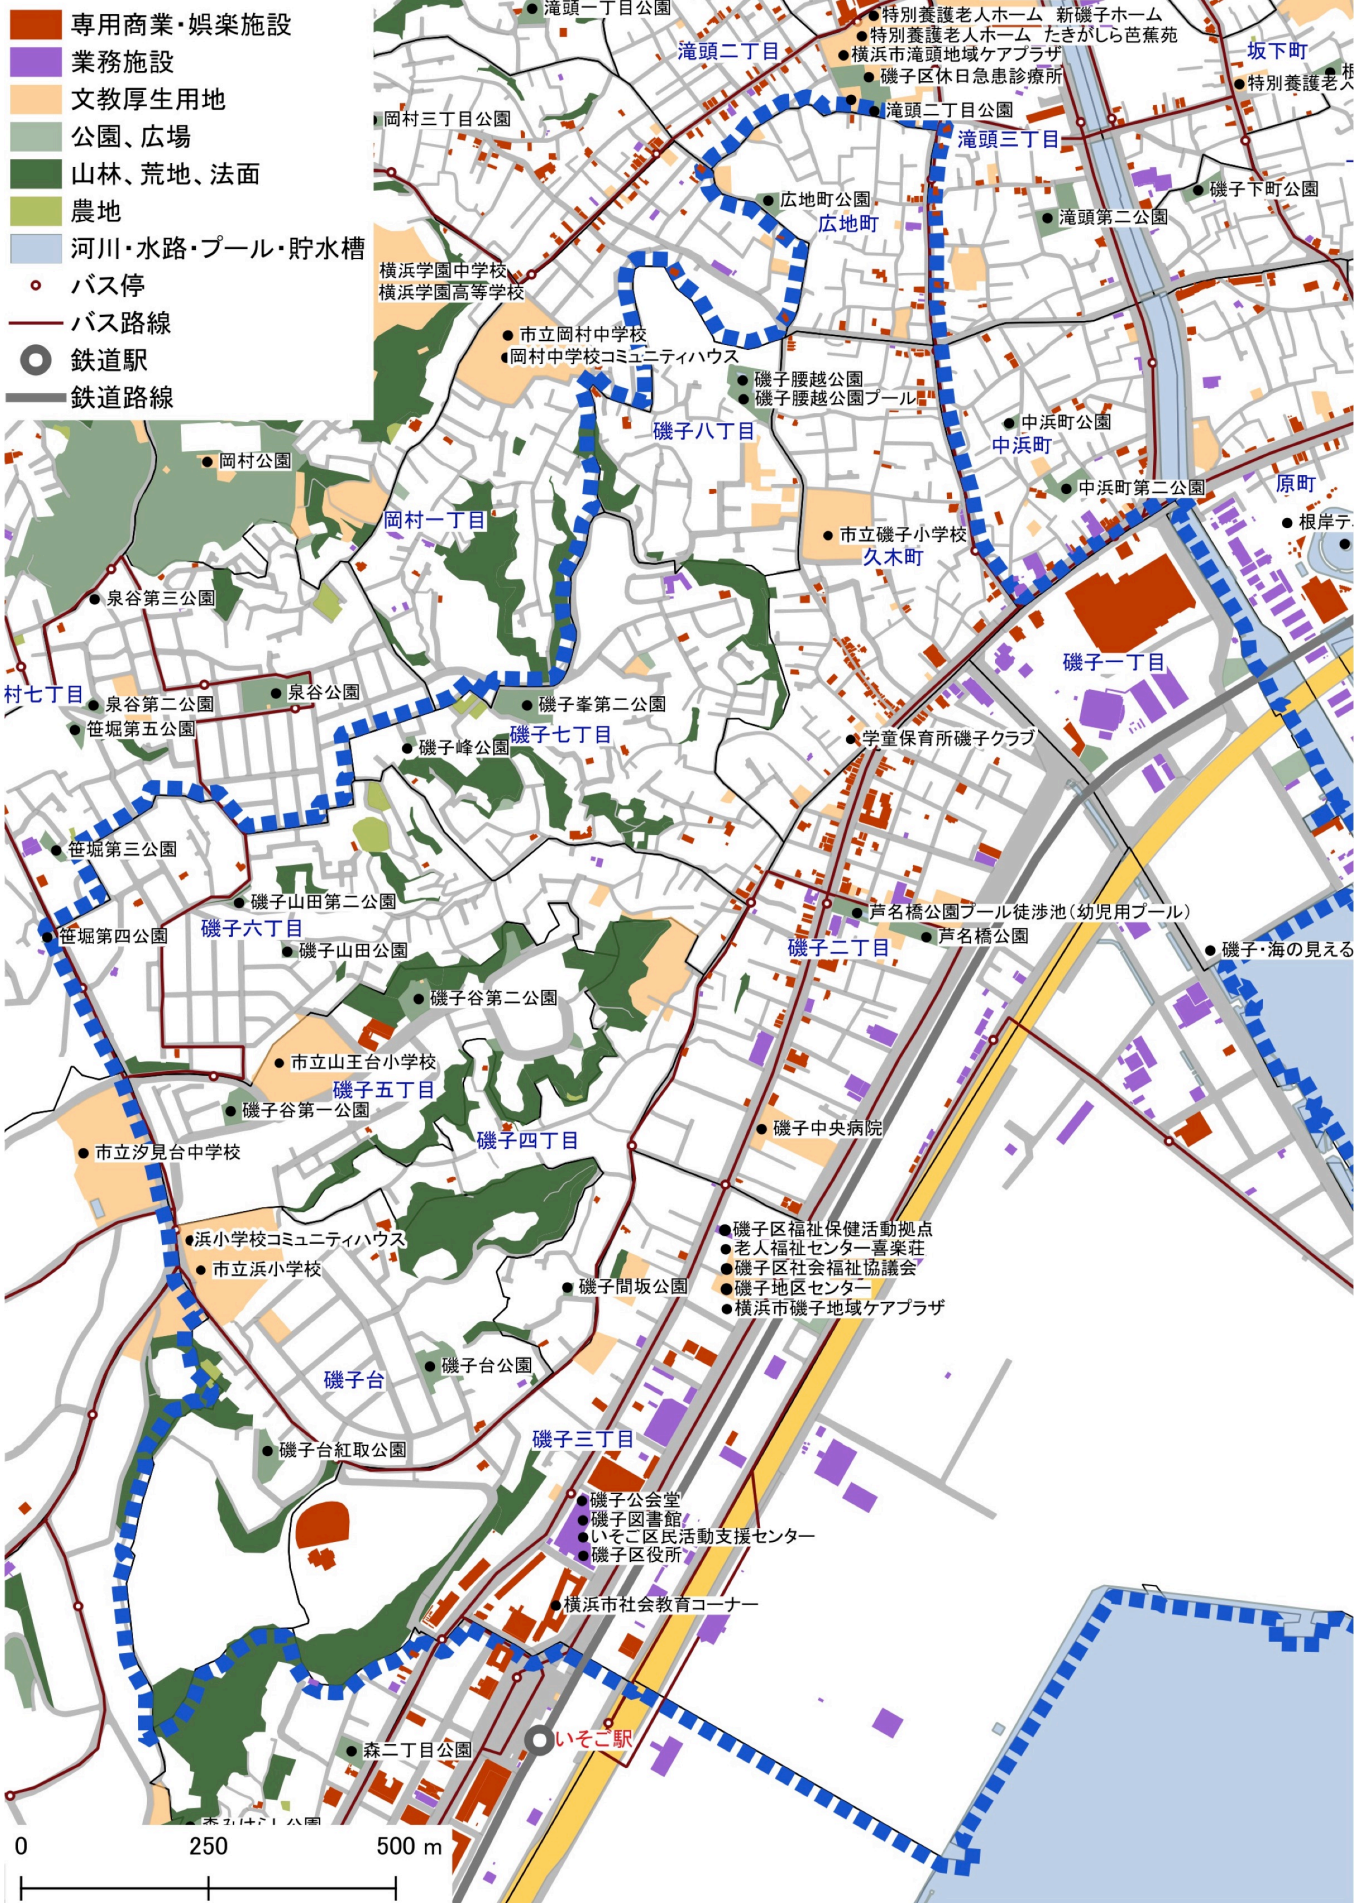 専用商業・娯楽施設
業務施設
文教厚生用地
公園、広場
山林、荒地、法面
農地
河川・水路・プール・貯水槽
バス停
バス路線
鉄道駅
鉄道路線
滝頭一丁目公園
特別養護老人ホーム 新磯子ホーム
特別養護老人ホーム たきがしら芭蕉苑
滝頭二丁目
横浜市滝頭地域ケアプラザ
坂下町
磯子区休日急患診療所
根
特別養護老人
岡村三丁目公園
滝頭二丁目公園
滝頭三丁目
広地町公園
磯子下町公園
広地町
滝頭第二公園
横浜学園中学校
横浜学園高等学校
市立岡村中学校
岡村中学校コミュニティハウス
磯子腰越公園
磯子腰越公園プール
磯子八丁目
中浜町公園
中浜町
岡村公園
中浜町第二公園
原町
岡村一丁目
根岸テ
市立磯子小学校
久木町
泉谷第三公園
磯子一丁目
村七丁目
泉谷公園
泉谷第二公園
磯子峯第二公園
笹堀第五公園
磯子七丁目
学童保育所磯子クラブ
磯子峰公園
笹堀第三公園
磯子山田第二公園
芦名橋公園プール徒渉池(幼児用プール)
磯子六丁目
笹堀第四公園
芦名橋公園
磯子二丁目
磯子山田公園
磯子・海の見える
磯子谷第二公園
市立山王台小学校
磯子五丁目
磯子谷第一公園
磯子四丁目
磯子中央病院
市立汐見台中学校
磯子区福祉保健活動拠点
浜小学校コミュニティハウス
老人福祉センター喜楽荘
市立浜小学校
磯子区社会福祉協議会
磯子間坂公園
磯子地区センター
横浜市磯子地域ケアプラザ
磯子台公園
磯子台
磯子三丁目
磯子台紅取公園
磯子公会堂
磯子図書館
いそご区民活動支援センター
磯子区役所
横浜市社会教育コーナー
いそご駅
森二丁目公園
森みはらし公園
0 250 500 m